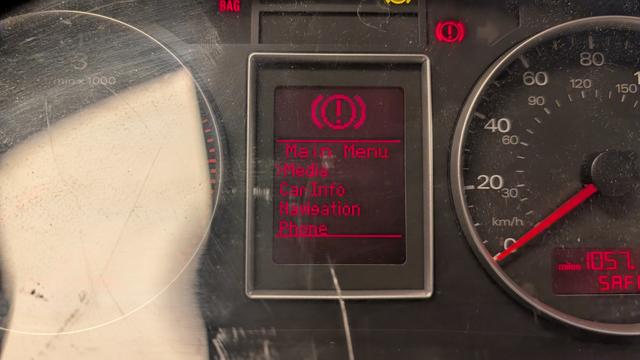 BAG
3
min x 1000
Main Menu
>Media
Car Info
Navigation
Phone
20
40
60
80
30
60
90
120
150
km/h
0
miles 1057.
SAF